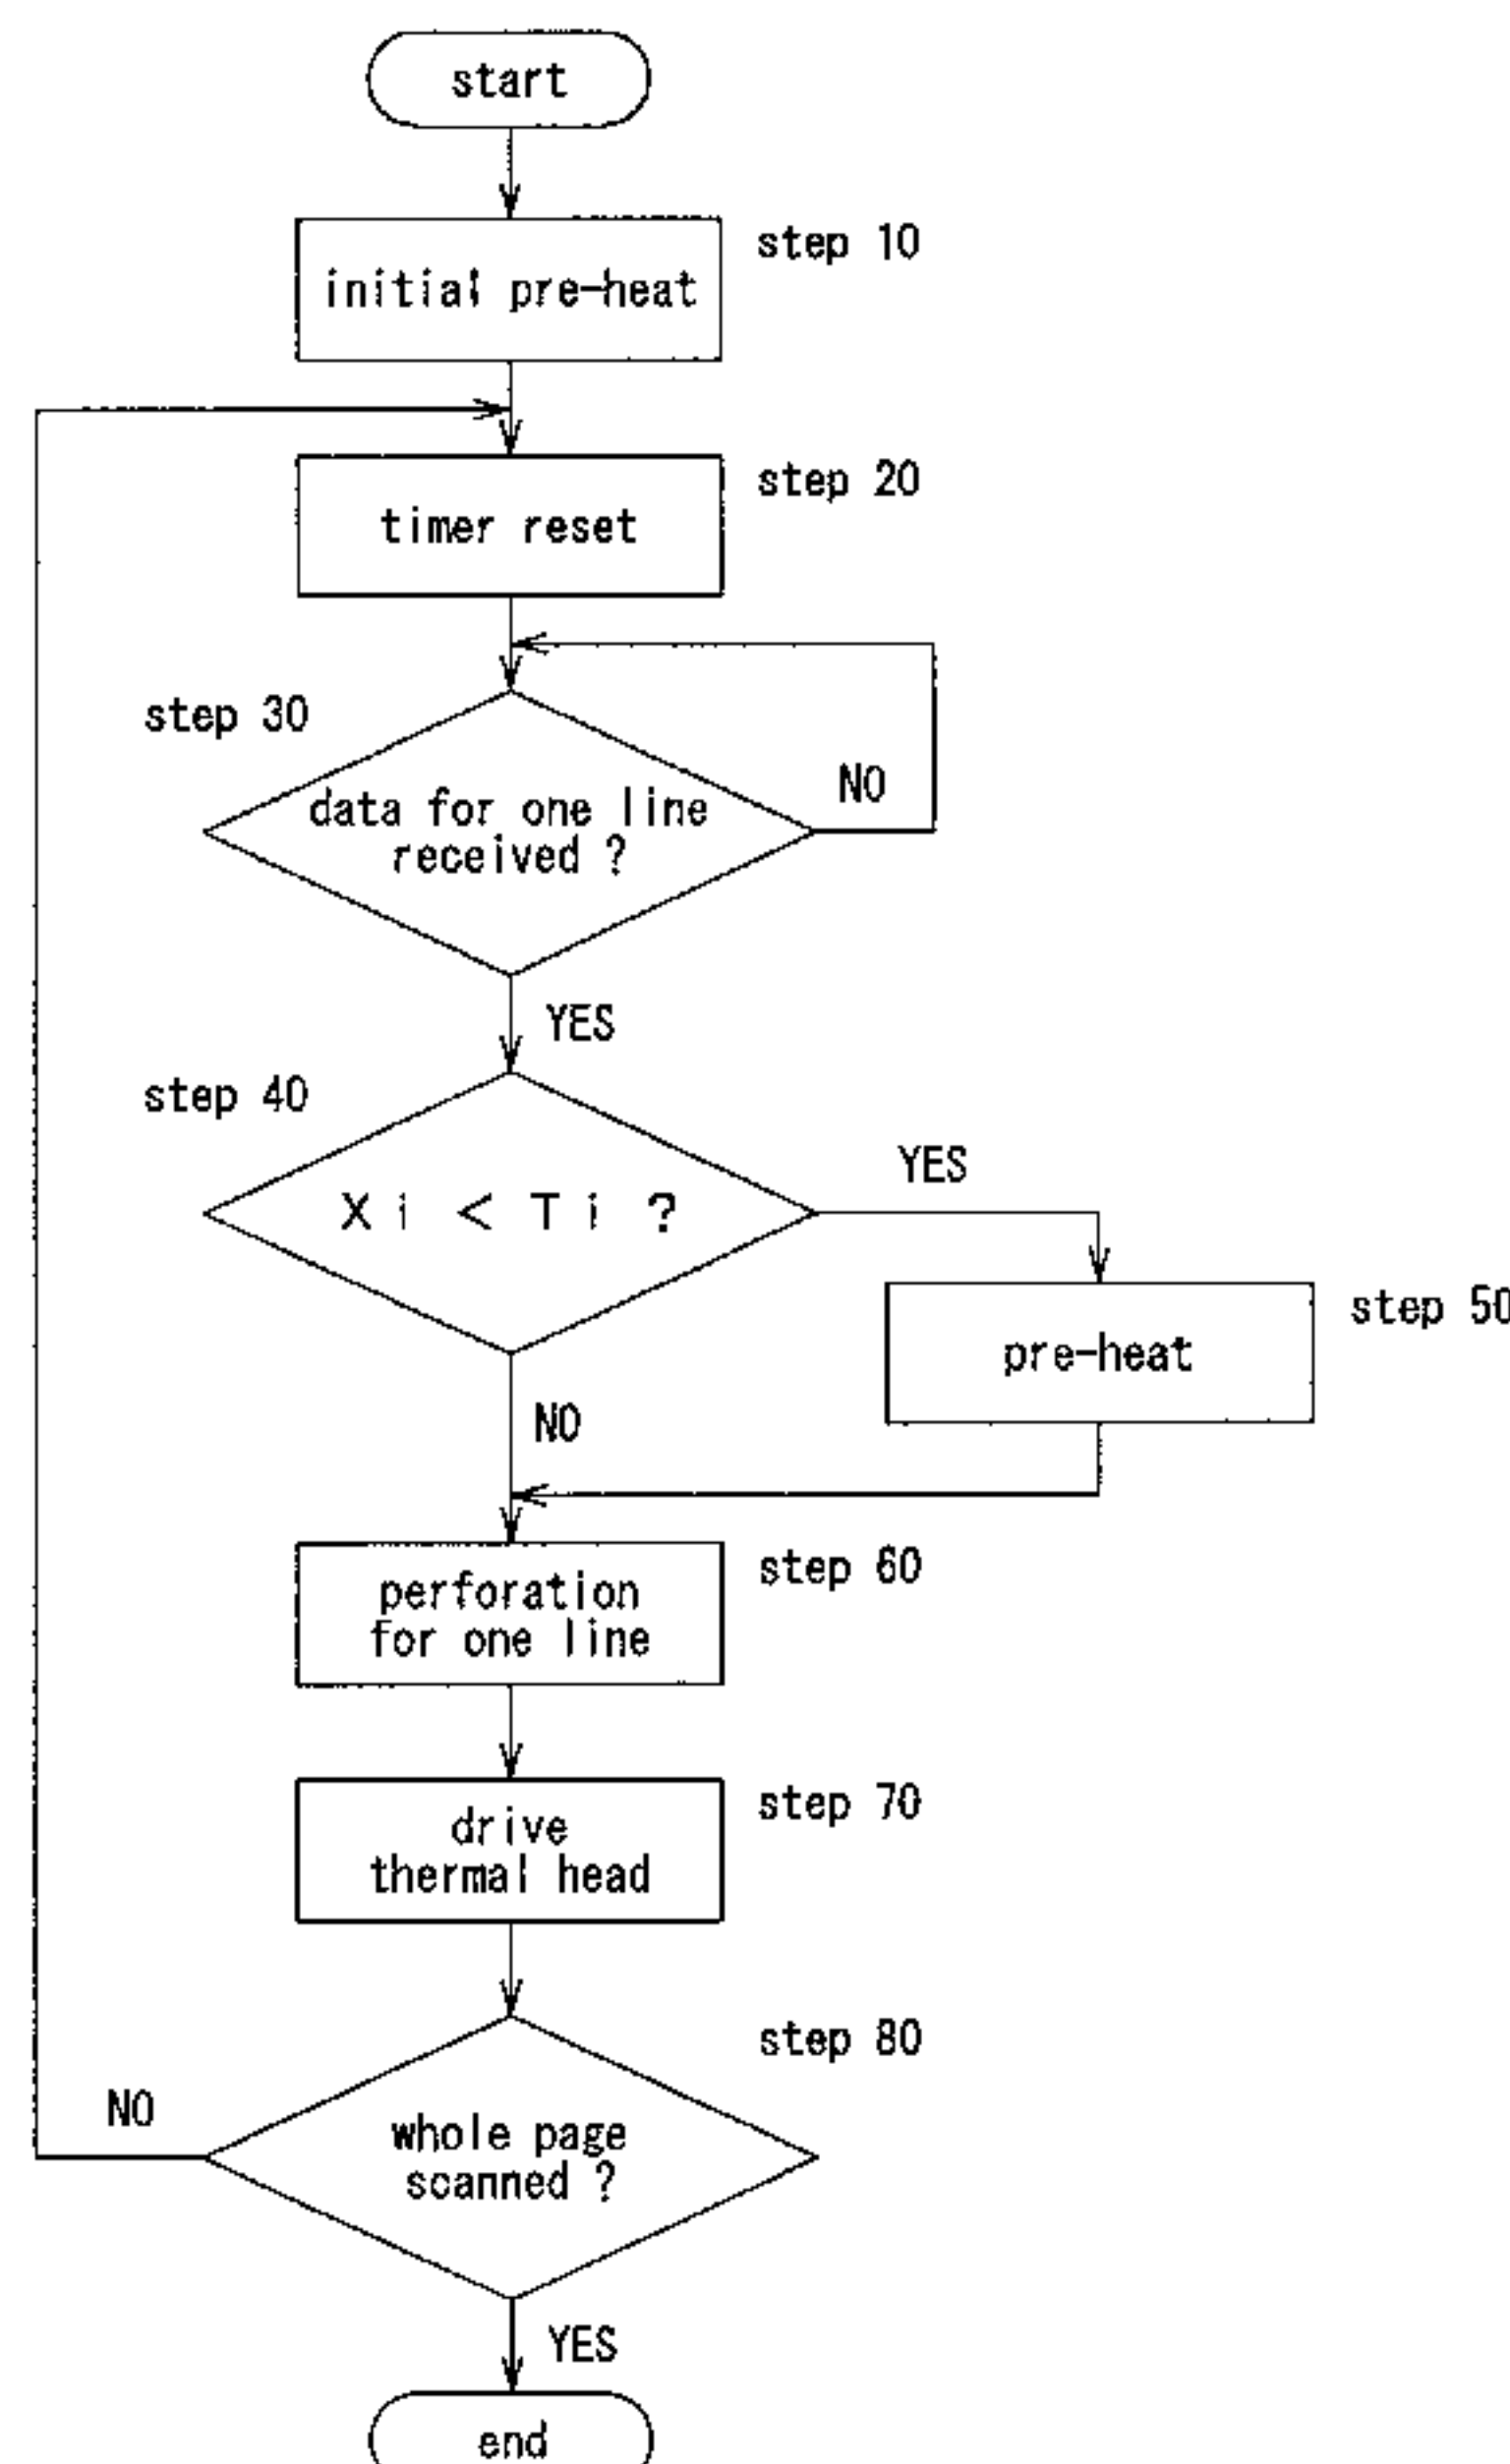 start
step 10
initial pre-heat
step 20
timer reset
step 30
NO
data for one line
received ?
YES
step 40
YES
Xi < Ti ?
step 50
pre-heat
NO
step 60
perforation
for one line
step 70
drive
thermal head
step 80
NO
whole page
scanned ?
YES
end